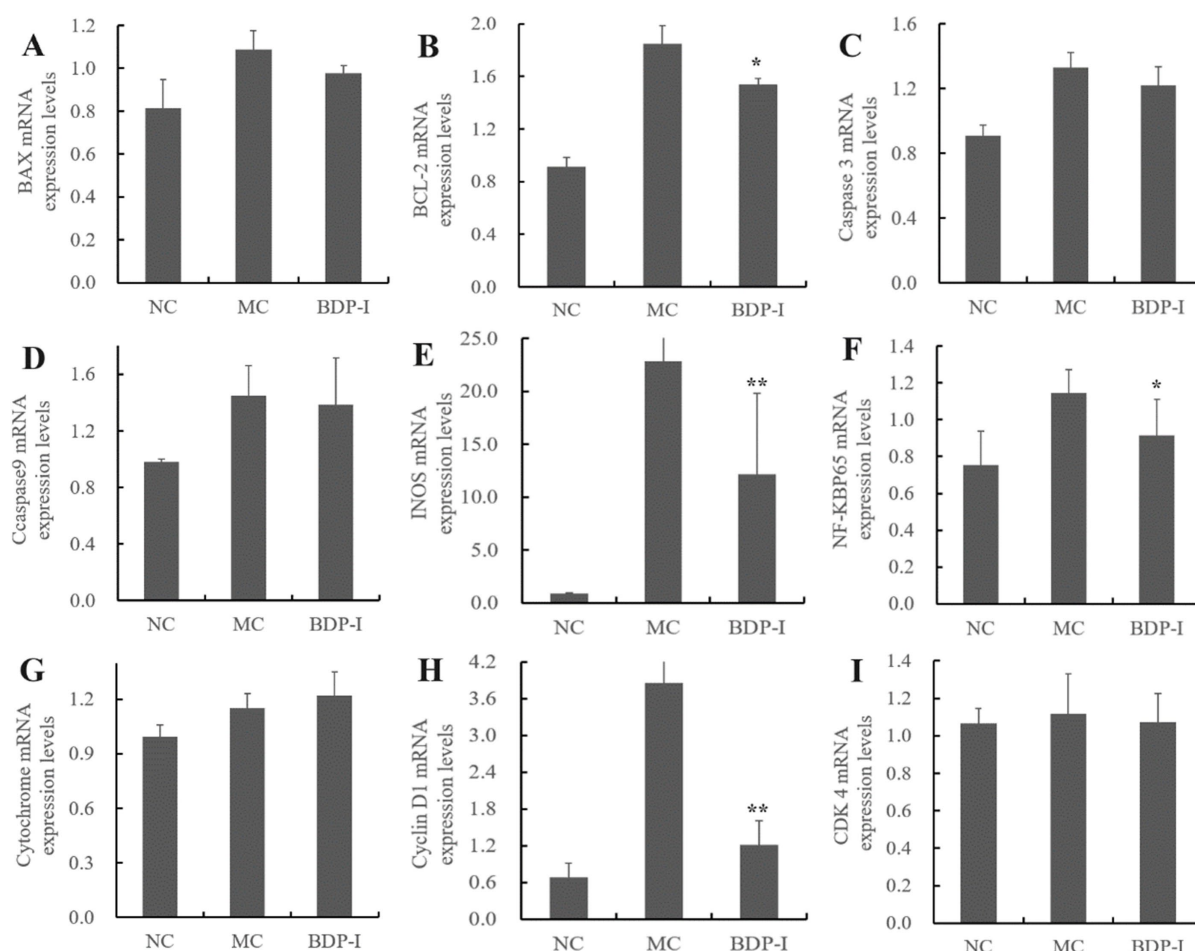 A
BAX mRNA
expression levels
1.2
1.0
0.8
0.6
0.4
0.2
0.0
NC MC BDP-I
B
BCL-2 mRNA
expression levels
2.0
1.6
1.2
0.8
0.4
0.0
*
NC MC BDP-I
C
Caspase 3 mRNA
expression levels
1.6
1.2
0.8
0.4
0.0
NC MC BDP-I
D
Ccaspase9 mRNA
expression levels
1.6
1.2
0.8
0.4
0.0
NC MC BDP-I
E
INOS mRNA
expression levels
25.0
20.0
15.0
10.0
5.0
0.0
**
NC MC BDP-I
F
NF-KBP65 mRNA
expression levels
1.4
1.2
1.0
0.8
0.6
0.4
0.2
0.0
*
NC MC BDP-I
G
Cytochrome mRNA
expression levels
1.2
0.9
0.6
0.3
0.0
NC MC BDP-I
H
Cyclin D1 mRNA
expression levels
4.2
3.6
3.0
2.4
1.8
1.2
0.6
0.0
**
NC MC BDP-I
I
CDK 4 mRNA
expression levels
1.4
1.2
1.0
0.8
0.6
0.4
0.2
0.0
NC MC BDP-I